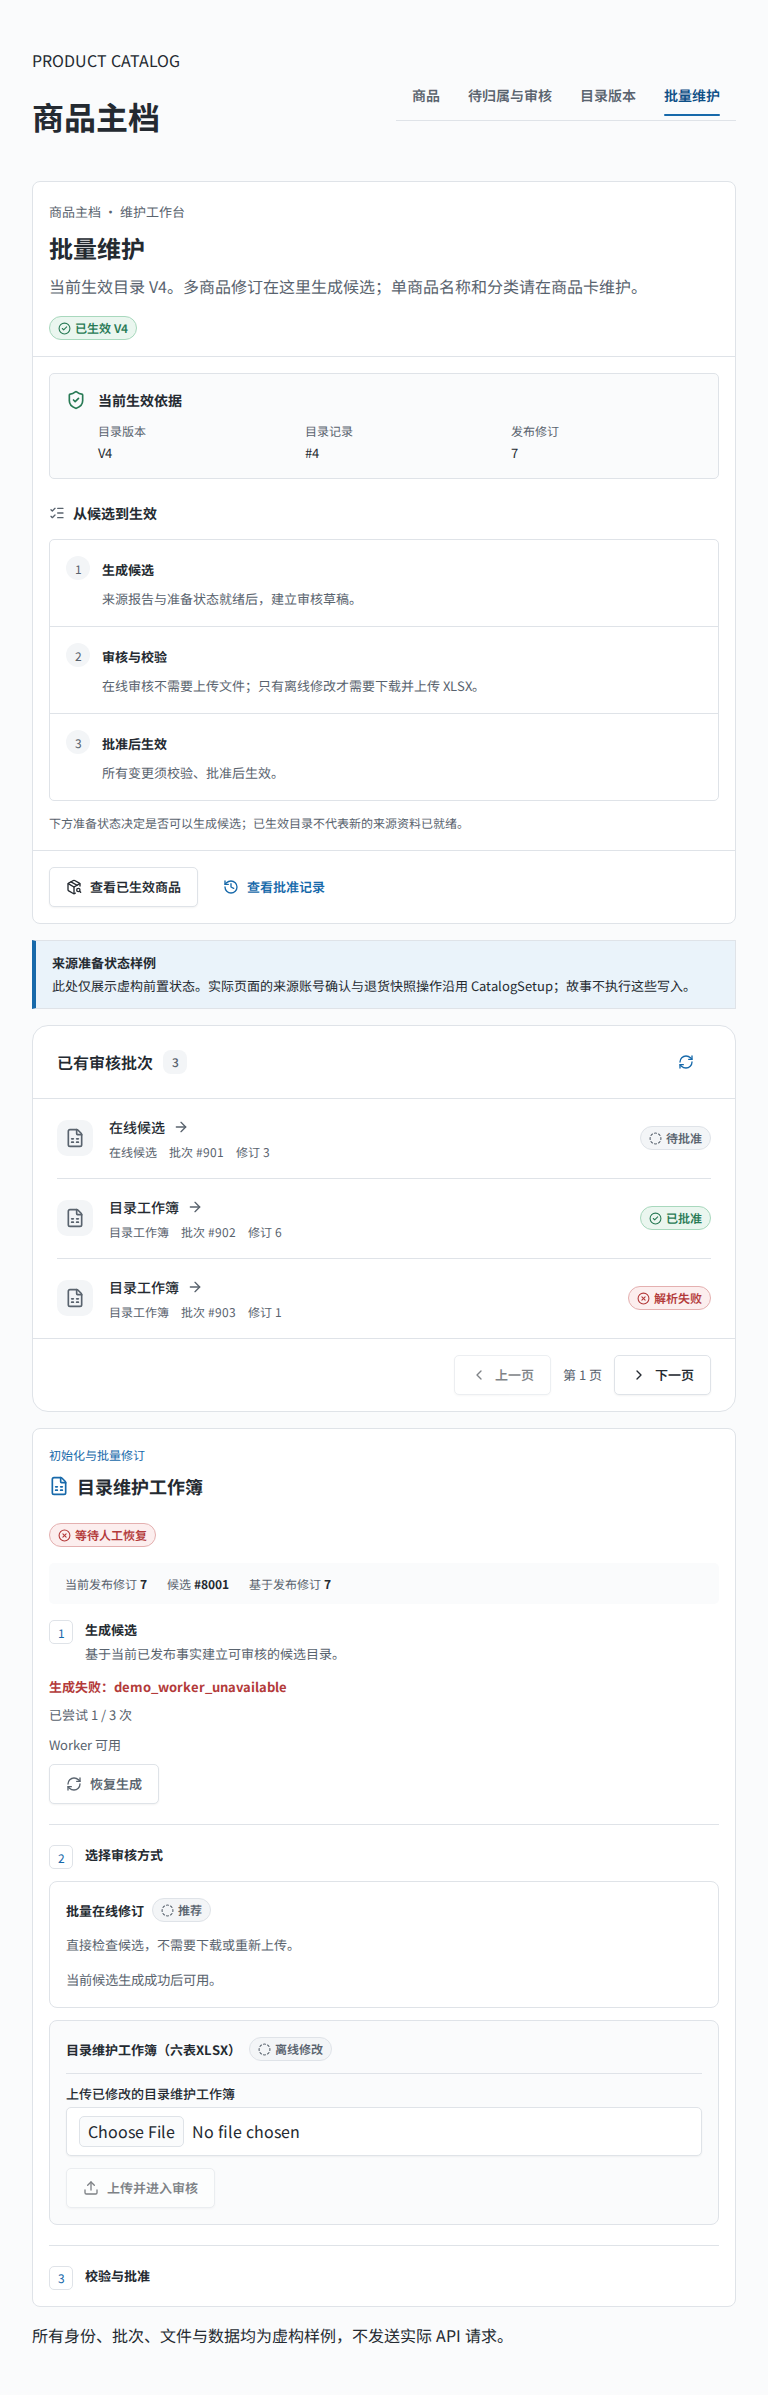 PRODUCT CATALOG
商品主档
商品 待归属与审核 目录版本 批量维护
商品主档 · 维护工作台
批量维护
当前生效目录 V4。多商品修订在这里生成候选；单商品名称和分类请在商品卡维护。
已生效 V4
当前生效依据
目录版本 目录记录 发布修订
V4 #4 7
从候选到生效
1 生成候选
来源报告与准备状态就绪后，建立审核草稿。
2 审核与校验
在线审核不需要上传文件；只有离线修改才需要下载并上传 XLSX。
3 批准后生效
所有变更须校验、批准后生效。
下方准备状态决定是否可以生成候选；已生效目录不代表新的来源资料已就绪。
查看已生效商品 查看批准记录
来源准备状态样例
此处仅展示虚构前置状态。实际页面的来源账号确认与退货快照操作沿用 CatalogSetup；故事不执行这些写入。
已有审核批次 3
在线候选
在线候选 批次 #901 修订 3
待批准
目录工作簿
目录工作簿 批次 #902 修订 6
已批准
目录工作簿
目录工作簿 批次 #903 修订 1
解析失败
上一页 第 1 页 下一页
初始化与批量修订
目录维护工作簿
等待人工恢复
当前发布修订 7 候选 #8001 基于发布修订 7
1 生成候选
基于当前已发布事实建立可审核的候选目录。
生成失败：demo_worker_unavailable
已尝试 1 / 3 次
Worker 可用
恢复生成
2 选择审核方式
批量在线修订 推荐
直接检查候选，不需要下载或重新上传。
当前候选生成成功后可用。
目录维护工作簿（六表XLSX） 离线修改
上传已修改的目录维护工作簿
Choose File No file chosen
上传并进入审核
3 校验与批准
所有身份、批次、文件与数据均为虚构样例，不发送实际 API 请求。